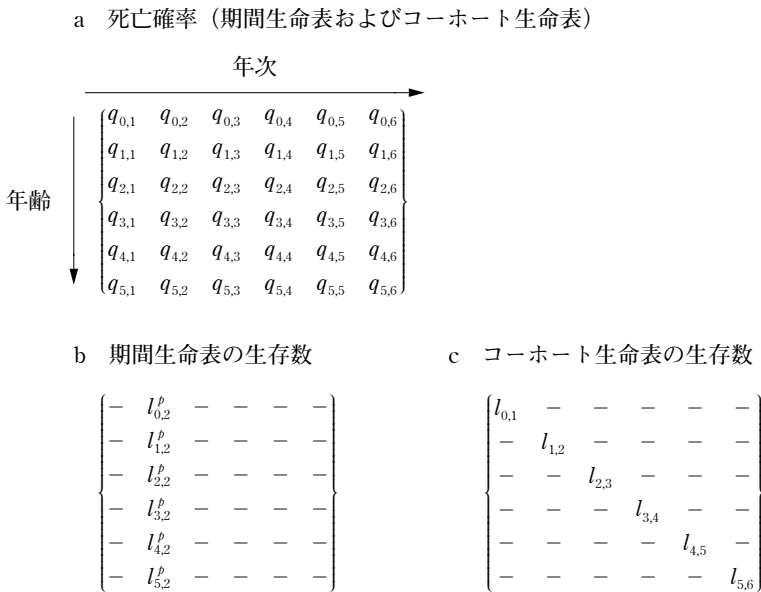 a 死亡確率（期間生命表およびコーホート生命表）
年次
q0,1 q0,2 q0,3 q0,4 q0,5 q0,6
q1,1 q1,2 q1,3 q1,4 q1,5 q1,6
q2,1 q2,2 q2,3 q2,4 q2,5 q2,6
年齢
q3,1 q3,2 q3,3 q3,4 q3,5 q3,6
q4,1 q4,2 q4,3 q4,4 q4,5 q4,6
q5,1 q5,2 q5,3 q5,4 q5,5 q5,6
b 期間生命表の生存数
− l^p0,2 − − − −
− l^p1,2 − − − −
− l^p2,2 − − − −
− l^p3,2 − − − −
− l^p4,2 − − − −
− l^p5,2 − − − −
c コーホート生命表の生存数
l0,1 − − − − −
− l1,2 − − − −
− − l2,3 − − −
− − − l3,4 − −
− − − − l4,5 −
− − − − − l5,6